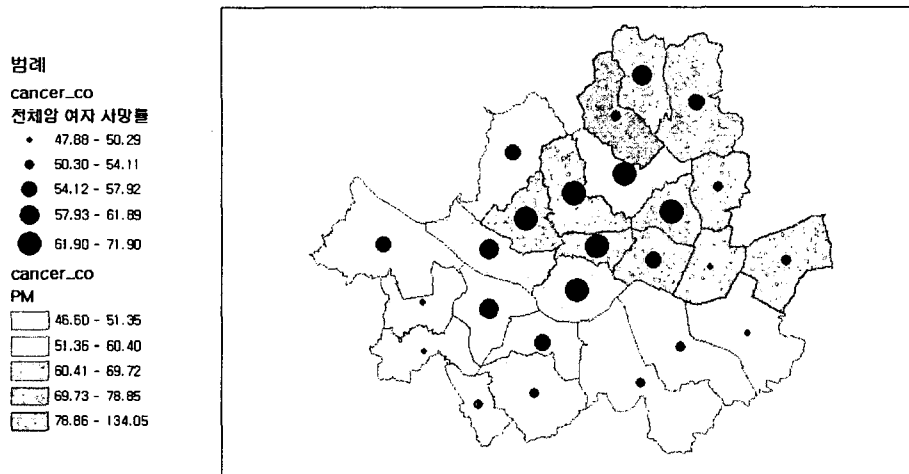 범례
cancer_co
전체암 여자 사망률
47.88 - 50.29
50.30 - 54.11
54.12 - 57.92
57.93 - 61.89
61.90 - 71.90
cancer_co
PM
46.60 - 51.35
51.36 - 60.40
60.41 - 69.72
69.73 - 78.85
78.86 - 134.05